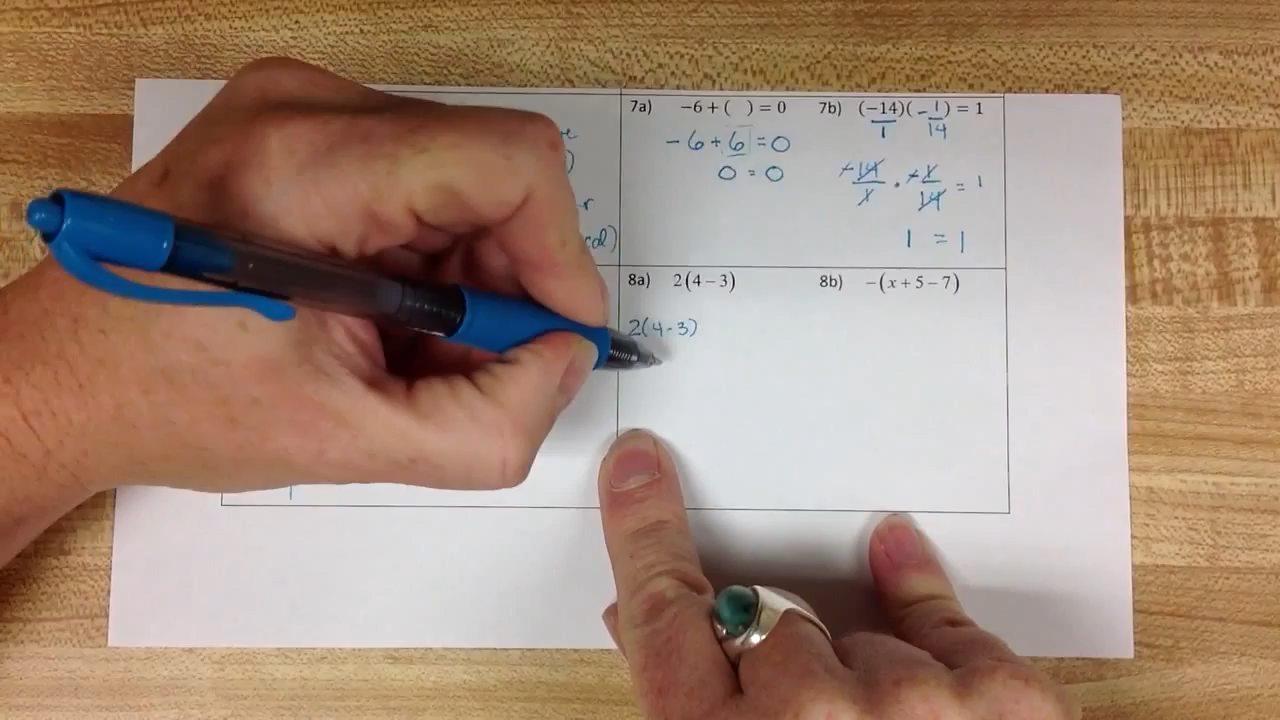 7a) −6 + ( ) = 0
-6+6=0
0=0
7b) (−14)(-1/14) = 1
1
-14/1 · -1/14 = 1
1 = 1
8a) 2(4 − 3)
2(4-3)
8b) −(x + 5 − 7)